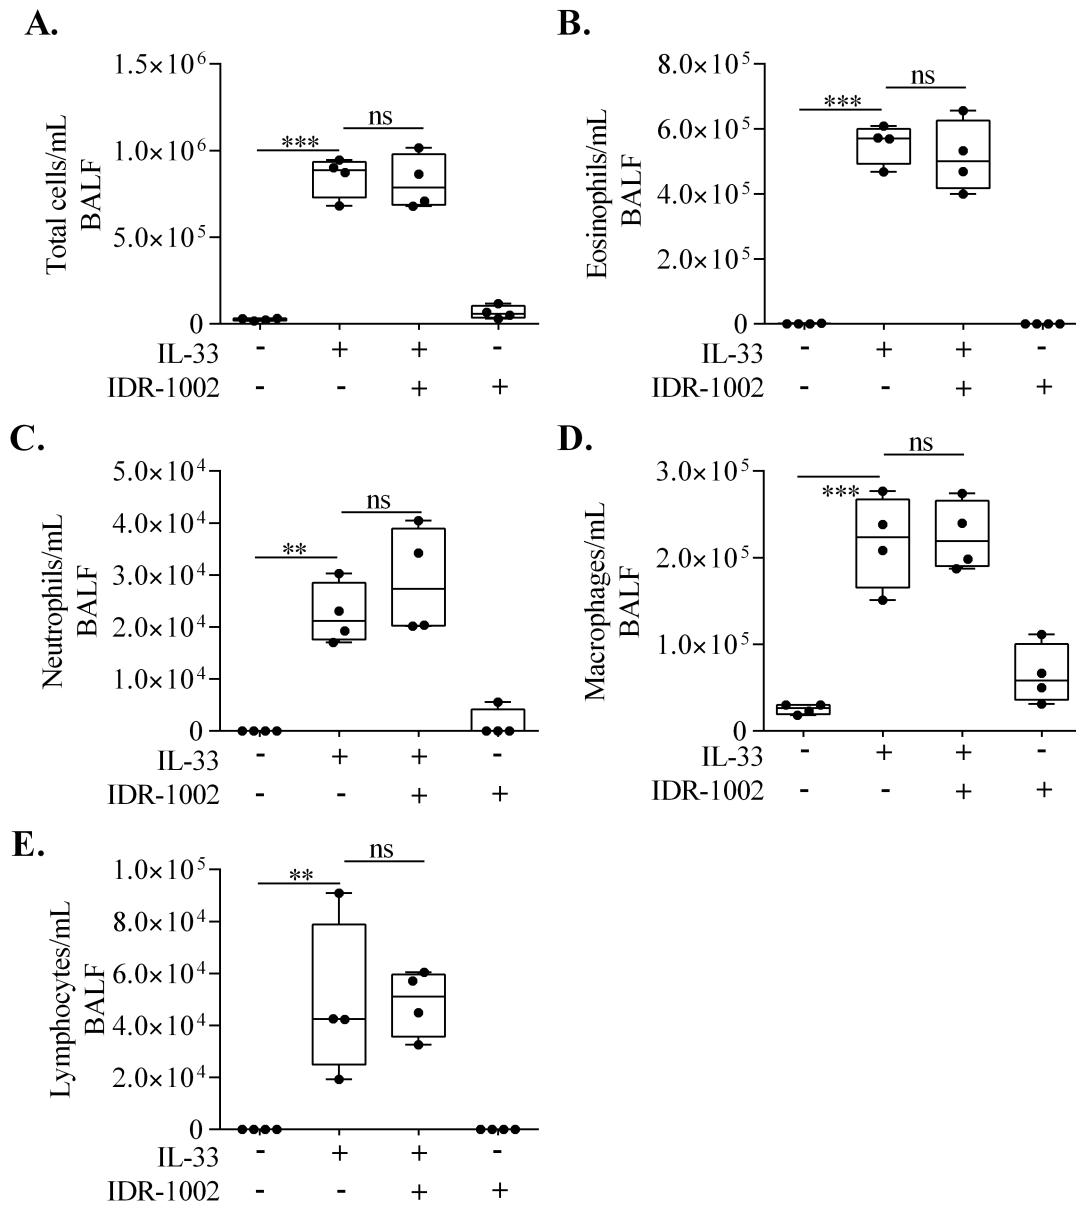 A.
Total cells/mL
BALF
1.5×10⁶
1.0×10⁶
5.0×10⁵
0
***
ns
IL-33 - + + -
IDR-1002 - - + +
B.
Eosinophils/mL
BALF
8.0×10⁵
6.0×10⁵
4.0×10⁵
2.0×10⁵
0
***
ns
IL-33 - + + -
IDR-1002 - - + +
C.
Neutrophils/mL
BALF
5.0×10⁴
4.0×10⁴
3.0×10⁴
2.0×10⁴
1.0×10⁴
0
**
ns
IL-33 - + + -
IDR-1002 - - + +
D.
Macrophages/mL
BALF
3.0×10⁵
2.0×10⁵
1.0×10⁵
0
***
ns
IL-33 - + + -
IDR-1002 - - + +
E.
Lymphocytes/mL
BALF
1.0×10⁵
8.0×10⁴
6.0×10⁴
4.0×10⁴
2.0×10⁴
0
**
ns
IL-33 - + + -
IDR-1002 - - + +